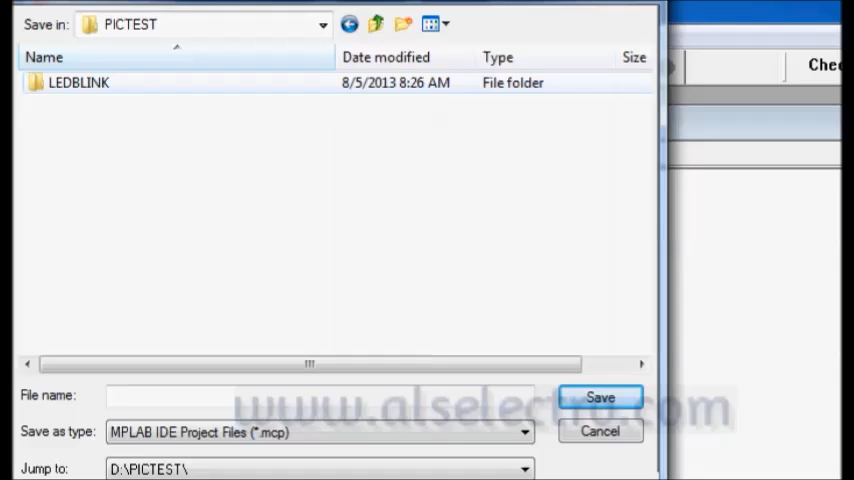 Save in: PICTEST
Name Date modified Type Size
LEDBLINK 8/5/2013 8:26 AM File folder
Chec
File name: Save
www.alselectro.com
Save as type: MPLAB IDE Project Files (*.mcp) Cancel
Jump to: D:\PICTEST\